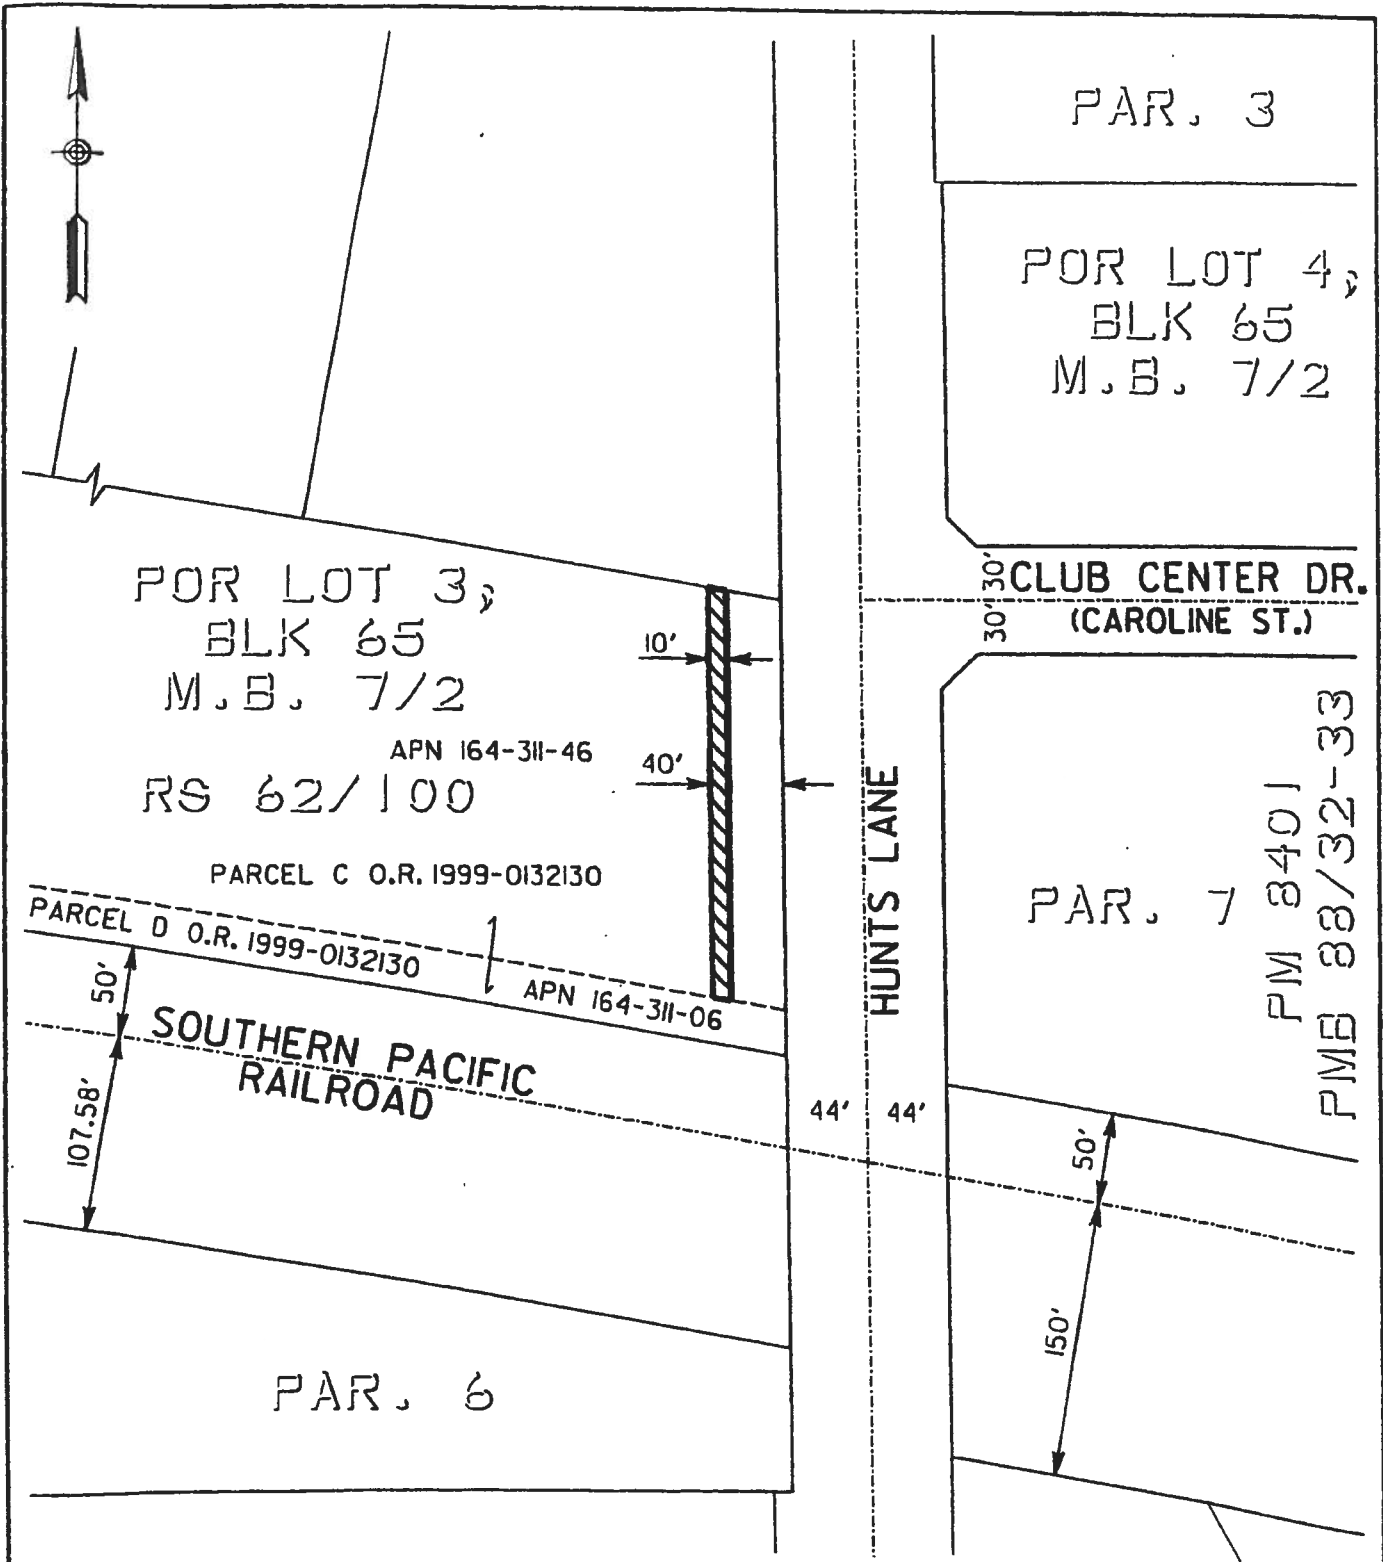 PAR. 3
POR LOT 4,
BLK 65
M.B. 7/2
30'
CLUB CENTER DR.
30'
(CAROLINE ST.)
POR LOT 3,
BLK 65
M.B. 7/2
10'
APN 164-311-46
40'
RS 62/100
HUNTS LANE
PARCEL C O.R. 1999-0132130
PARCEL D O.R. 1999-0132130
APN 164-311-06
PAR. 7
PM 8401
PMB 88/32-33
50'
SOUTHERN PACIFIC
RAILROAD
107.58'
44' 44'
50'
150'
PAR. 6